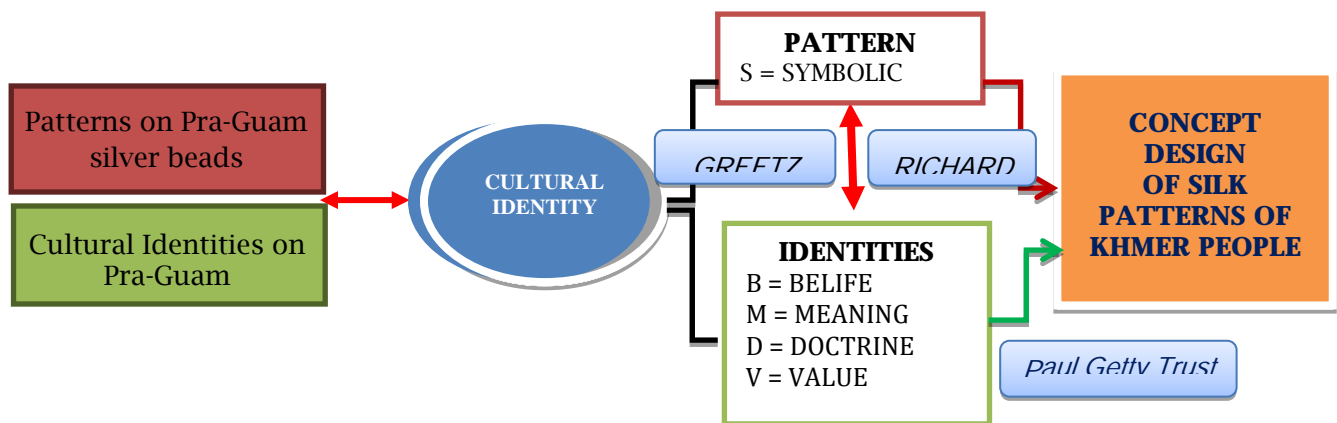 Patterns on Pra-Guam
silver beads
Cultural Identities on
Pra-Guam
CULTURAL
IDENTITY
PATTERN
S = SYMBOLIC
GREETZ
RICHARD
IDENTITIES
B = BELIFE
M = MEANING
D = DOCTRINE
V = VALUE
CONCEPT
DESIGN
OF SILK
PATTERNS OF
KHMER PEOPLE
Paul Getty Trust